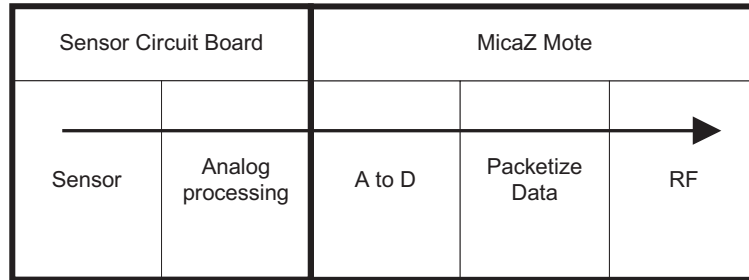 Sensor Circuit Board
MicaZ Mote
Sensor
Analog
processing
A to D
Packetize
Data
RF